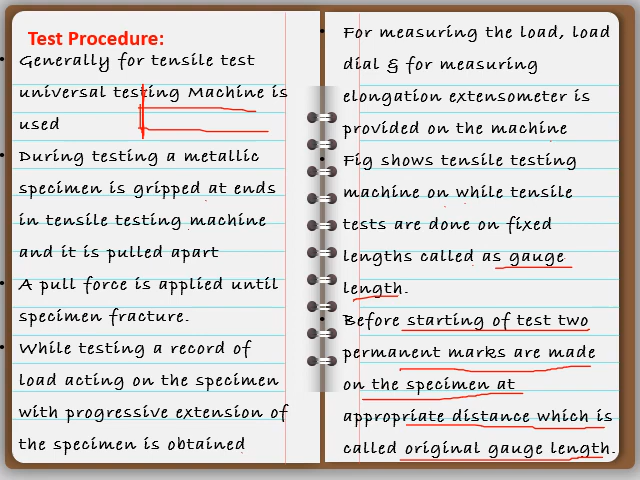 Test Procedure:
• Generally for tensile test
universal testing Machine is
used
• During testing a metallic
specimen is gripped at ends
in tensile testing machine
and it is pulled apart
• A pull force is applied until
specimen fracture.
• While testing a record of
load acting on the specimen
with progressive extension of
the specimen is obtained
• For measuring the load, load
dial & for measuring
elongation extensometer is
provided on the machine
• Fig shows tensile testing
machine on while tensile
tests are done on fixed
lengths called as gauge
length.
• Before starting of test two
permanent marks are made
on the specimen at
appropriate distance which is
called original gauge length.